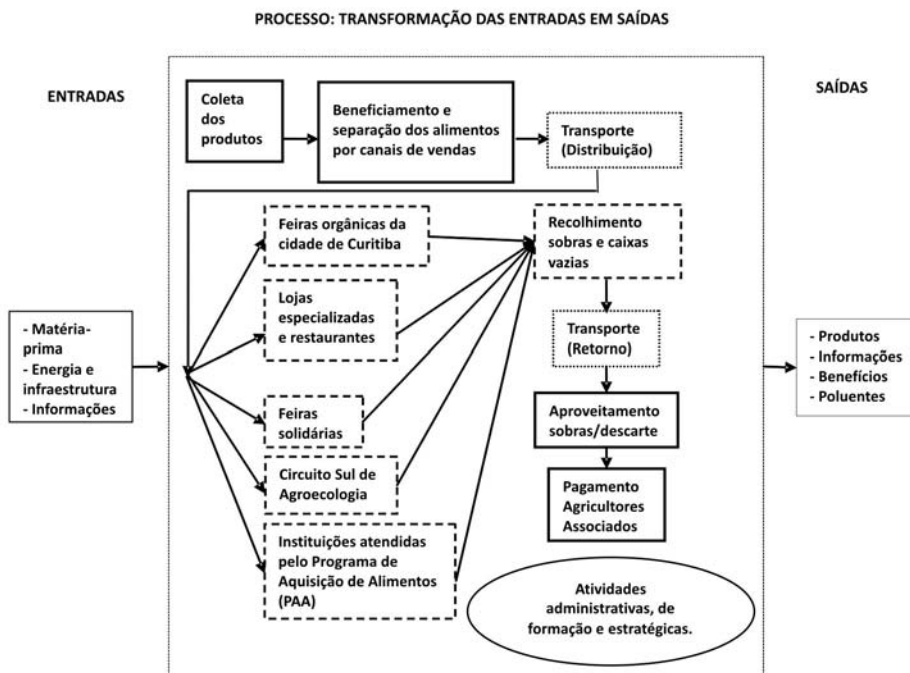 PROCESSO: TRANSFORMAÇÃO DAS ENTRADAS EM SAÍDAS
ENTRADAS
SAÍDAS
Coleta
dos
produtos
Beneficiamento e
separação dos alimentos
por canais de vendas
Transporte
(Distribuição)
Feiras orgânicas da
cidade de Curitiba
Recolhimento
sobras e caixas
vazias
Lojas
especializadas
e restaurantes
Transporte
(Retorno)
- Matéria-
prima
- Energia e
infraestrutura
- Informações
- Produtos
- Informações
- Benefícios
- Poluentes
Feiras
solidárias
Aproveitamento
sobras/descarte
Circuito Sul de
Agroecologia
Pagamento
Agricultores
Associados
Instituições atendidas
pelo Programa de
Aquisição de Alimentos
(PAA)
Atividades
administrativas, de
formação e estratégicas.